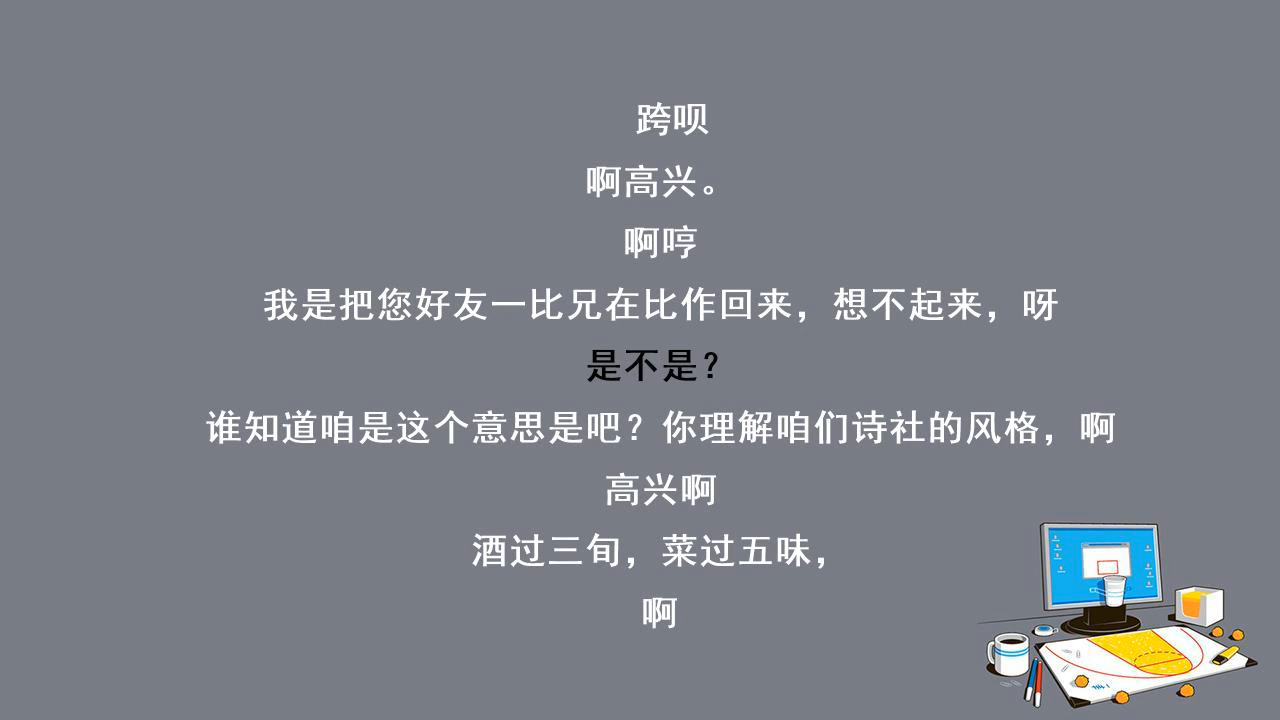 跨呗
啊高兴。
啊哼
我是把您好友一比兄在比作回来，想不起来，呀
是不是？
谁知道咱是这个意思是吧？你理解咱们诗社的风格，啊
高兴啊
酒过三旬，菜过五味，
啊